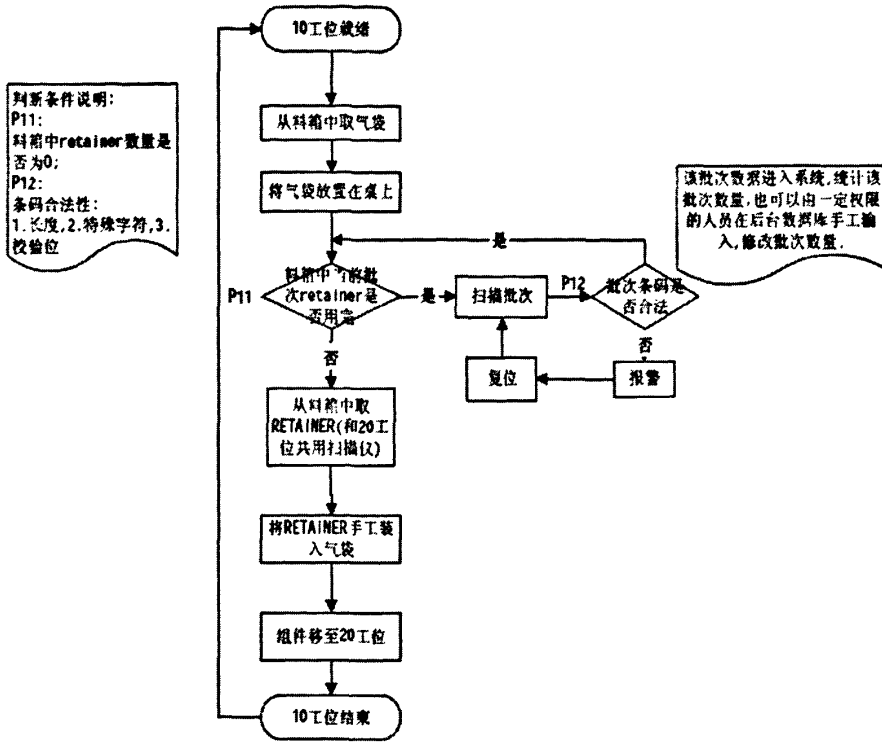 10工位就绪
判断条件说明:
P11:
料箱中retainer数量是
否为0;
P12:
条码合法性:
1.长度,2.特殊字符,3.
校验位
从料箱中取气袋
将气袋放置在桌上
该批次数据进入系统,统计该
批次数量,也可以由一定权限
的人员在后台数据库手工输
入,修改批次数量.
是
P11
料箱中当前批
次retainer是
否用完
是
扫描批次
P12
批次条码是
否合法
否
否
复位
报警
从料箱中取
RETAINER(和20工
位共用扫描仪)
将RETAINER手工装
入气袋
组件移至20工位
10工位结束